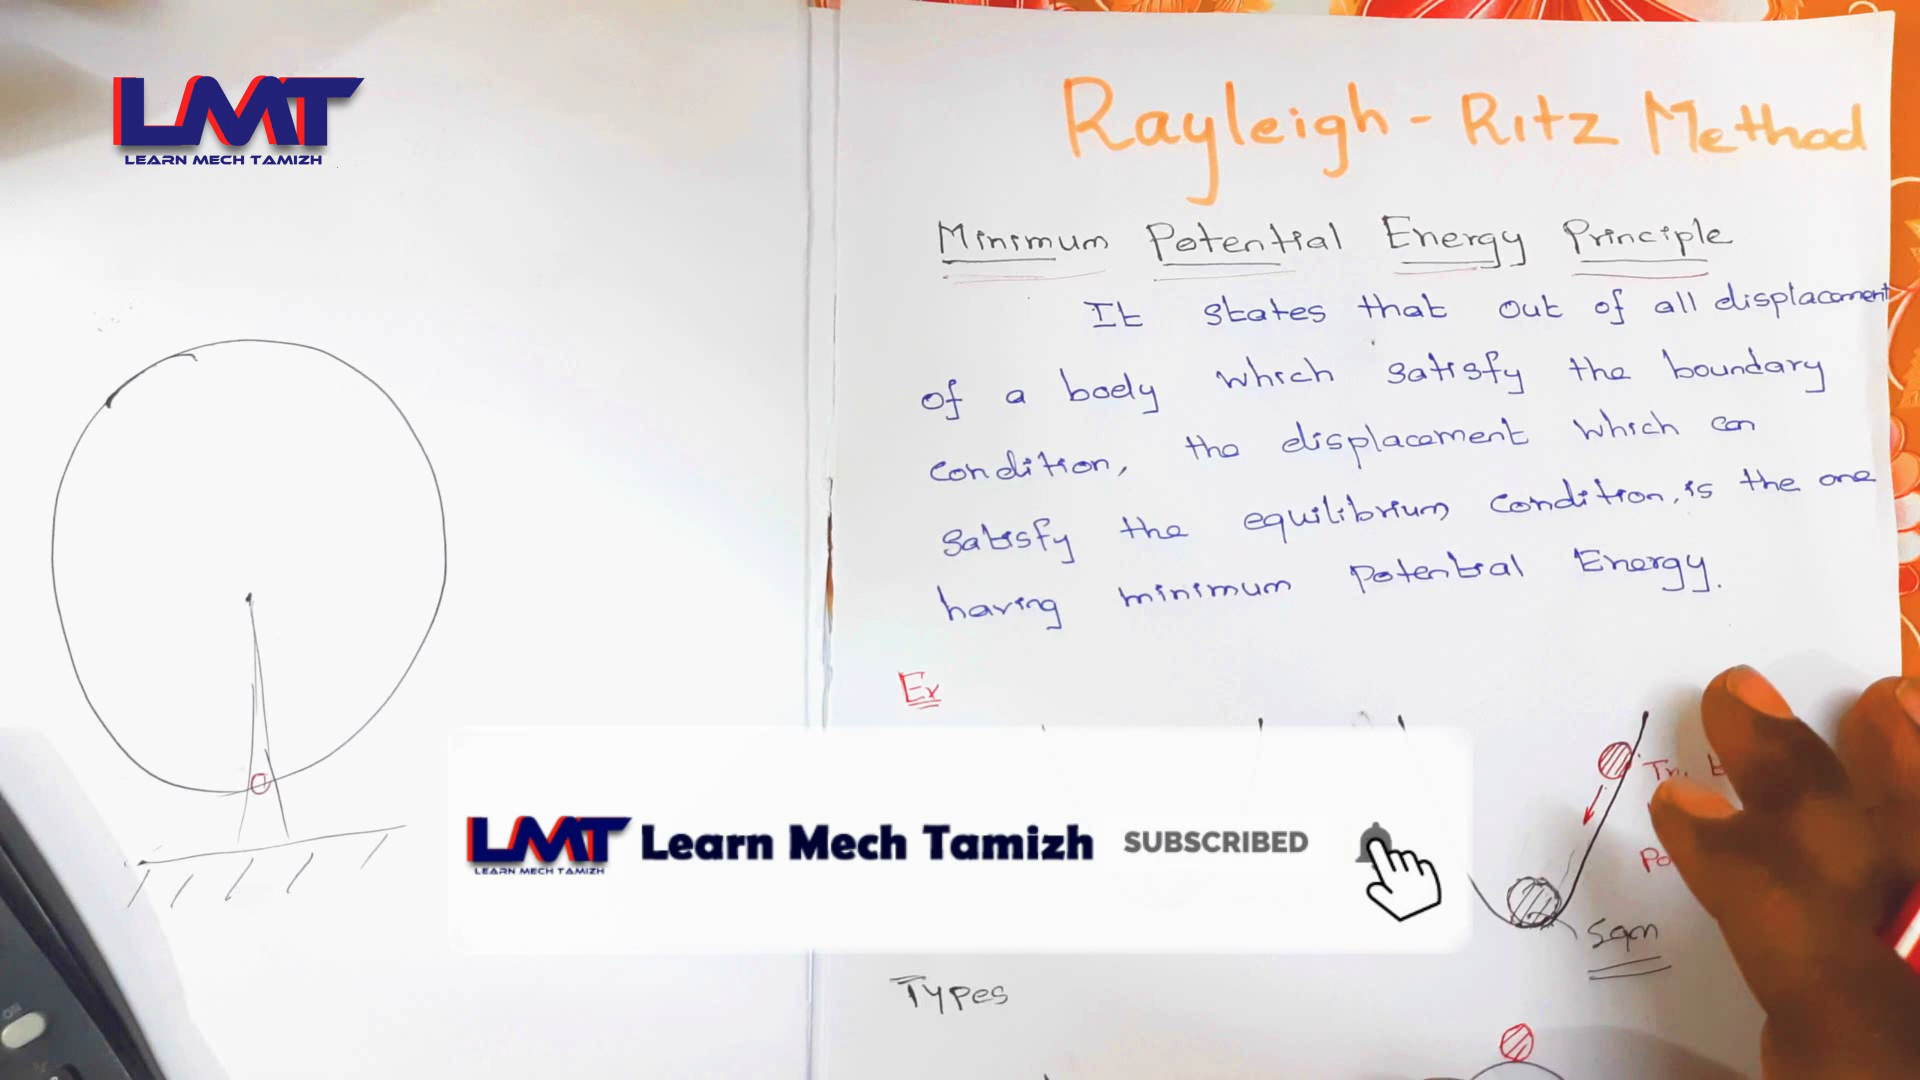 LMT
LEARN MECH TAMIZH
Rayleigh - Ritz Method
Minimum Potential Energy Principle
It states that out of all displacement
of a body which satisfy the boundary
condition, the displacement which can
satisfy the equilibrium condition, is the one
having minimum potential Energy.
Ex
LMT
LEARN MECH TAMIZH
Learn Mech Tamizh
SUBSCRIBED
Types